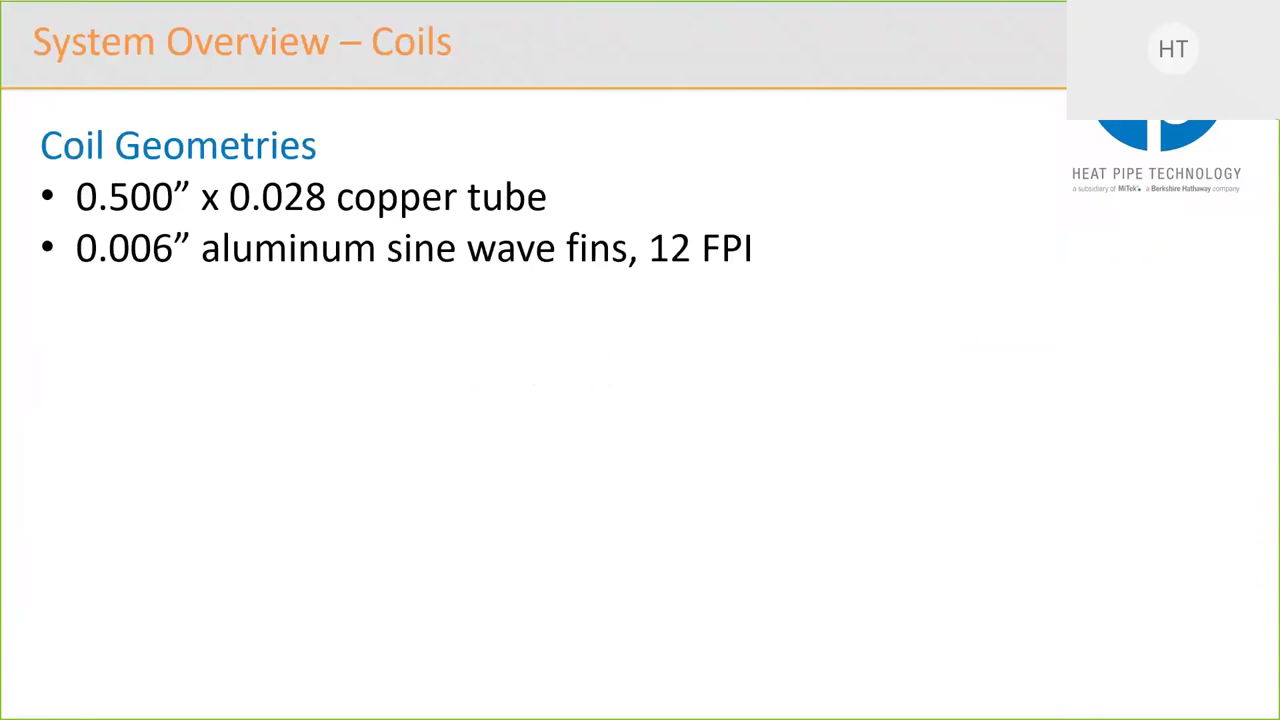 System Overview – Coils
HT
Coil Geometries
• 0.500” x 0.028 copper tube
• 0.006” aluminum sine wave fins, 12 FPI
HEAT PIPE TECHNOLOGY
a subsidiary of MiTek®, a Berkshire Hathaway company